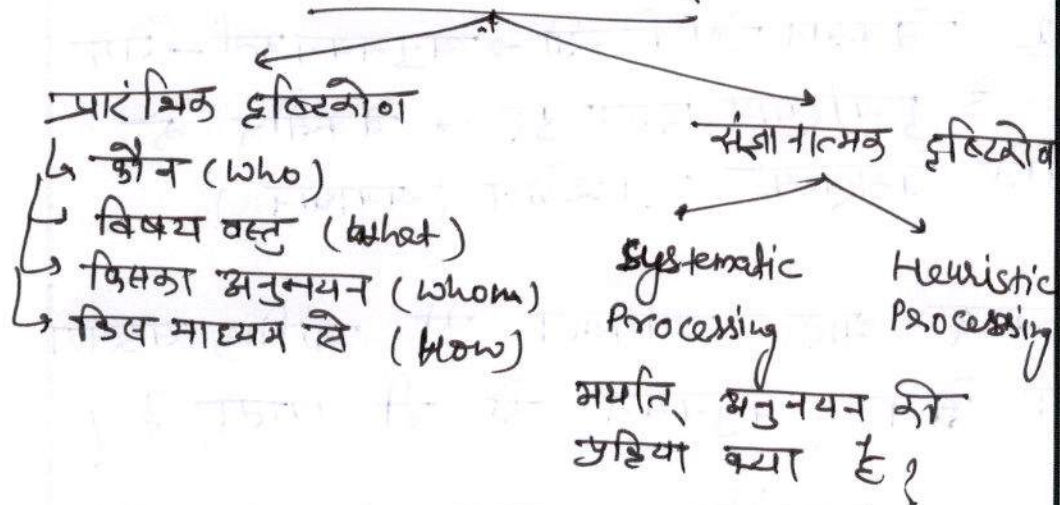 प्रारंभिक दृष्टिकोण
कौन (who)
विषय वस्तु (what)
किसका अनुनयन (whom)
किस माध्यम से (How)
संज्ञानात्मक दृष्टिकोण
Systematic Processing
Heuristic Processing
अर्थात् अनुनयन की
प्रक्रिया क्या है?